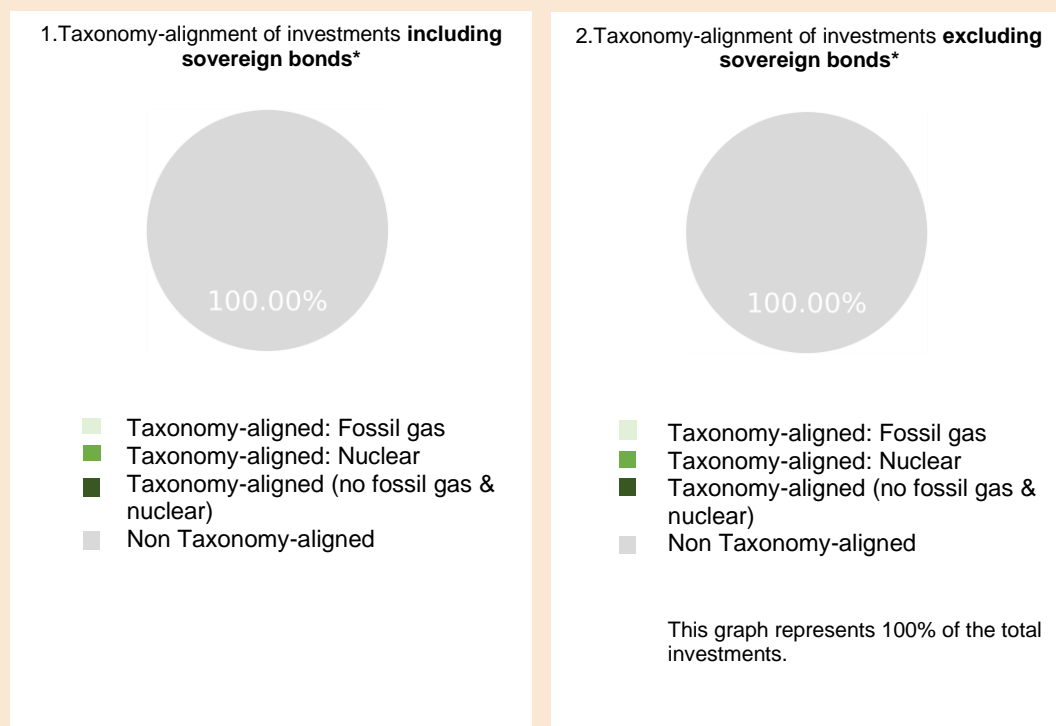 1.Taxonomy-alignment of investments including
sovereign bonds*
100.00%
Taxonomy-aligned: Fossil gas
Taxonomy-aligned: Nuclear
Taxonomy-aligned (no fossil gas &
nuclear)
Non Taxonomy-aligned
2.Taxonomy-alignment of investments excluding
sovereign bonds*
100.00%
Taxonomy-aligned: Fossil gas
Taxonomy-aligned: Nuclear
Taxonomy-aligned (no fossil gas &
nuclear)
Non Taxonomy-aligned
This graph represents 100% of the total
investments.